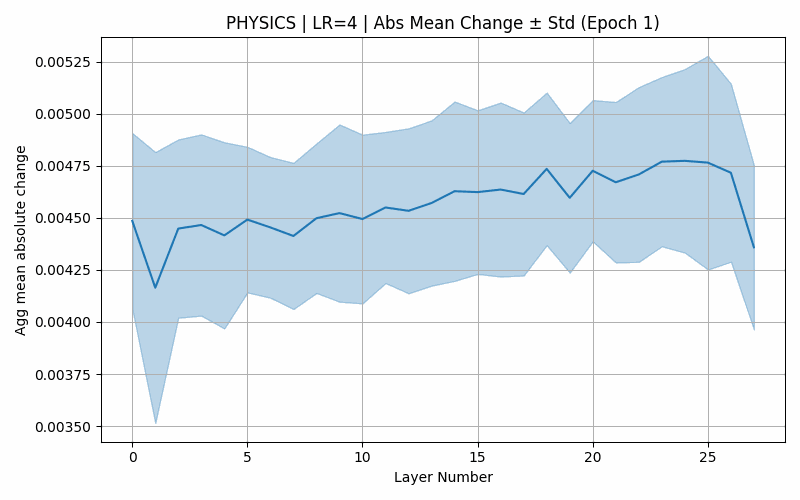 PHYSICS | LR=4 | Abs Mean Change ± Std (Epoch 1)
Agg mean absolute change
0.00525
0.00500
0.00475
0.00450
0.00425
0.00400
0.00375
0.00350
0 5 10 15 20 25
Layer Number